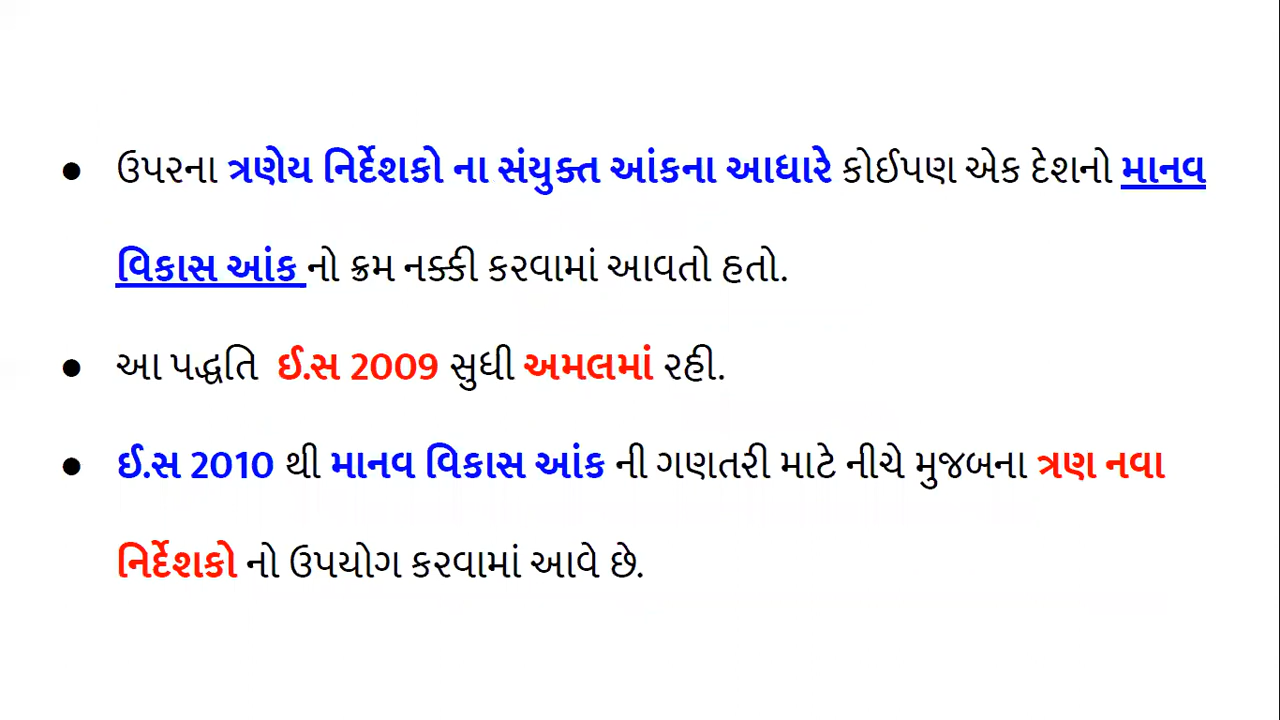 ● ઉપરના ત્રણેય નિર્દેશકો ના સંયુક્ત આંકના આધારે કોઈપણ એક દેશનો માનવ
વિકાસ આંક નો ક્રમ નક્કી કરવામાં આવતો હતો.
● આ પદ્ધતિ ઈ.સ 2009 સુધી અમલમાં રહી.
● ઈ.સ 2010 થી માનવ વિકાસ આંક ની ગણતરી માટે નીચે મુજબના ત્રણ નવા
નિર્દેશકો નો ઉપયોગ કરવામાં આવે છે.